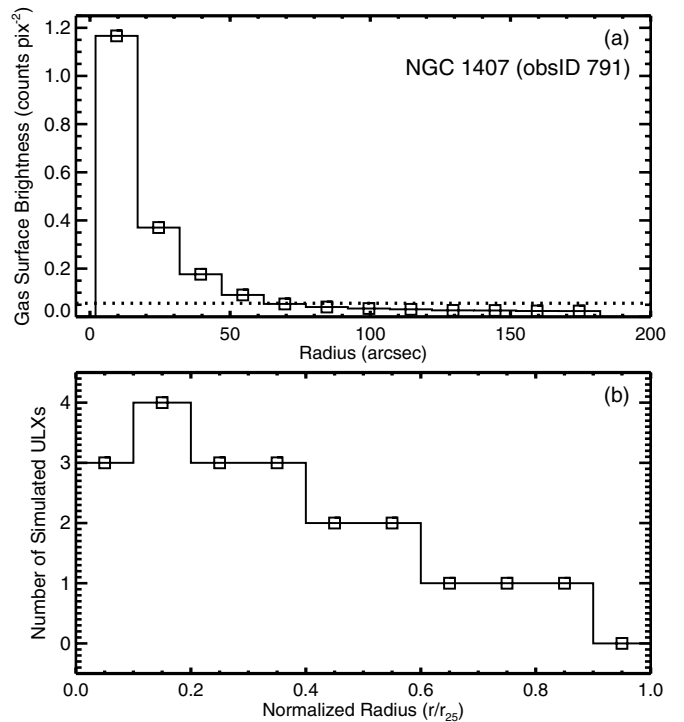 (a)
NGC 1407 (obsID 791)
Gas Surface Brightness (counts pix⁻²)
1.2
1.0
0.8
0.6
0.4
0.2
0.0
0 50 100 150 200
Radius (arcsec)
(b)
Number of Simulated ULXs
4
3
2
1
0
0.0 0.2 0.4 0.6 0.8 1.0
Normalized Radius (r/r₂₅)